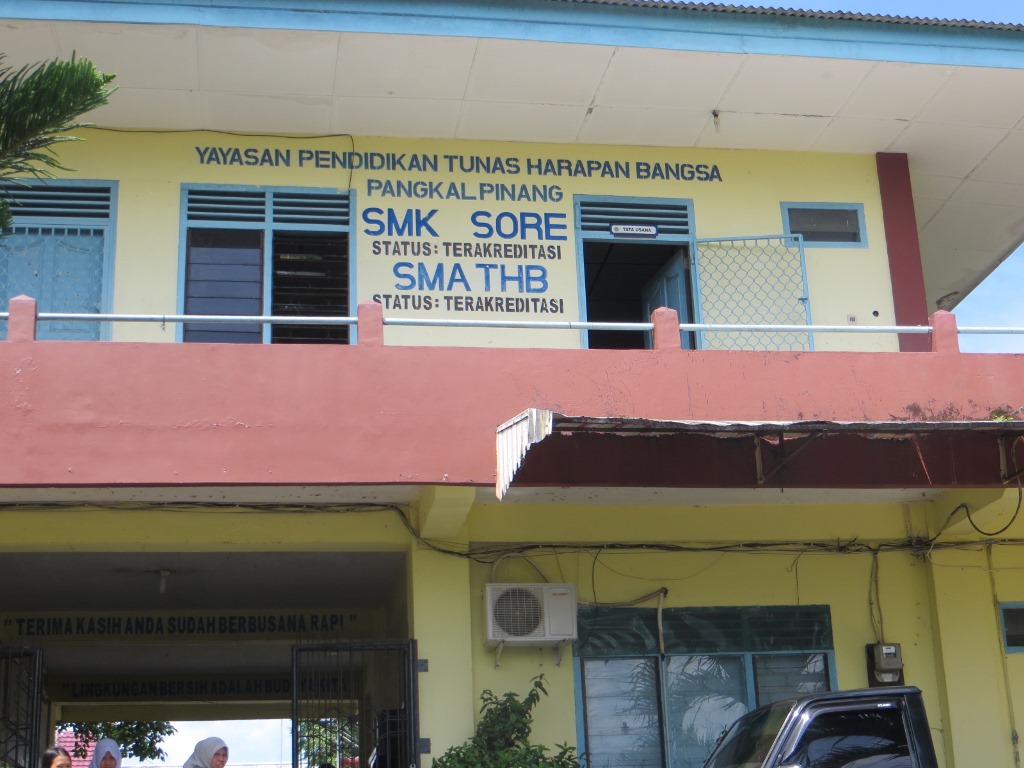 YAYASAN PENDIDIKAN TUNAS HARAPAN BANGSA
PANGKALPINANG
SMK SORE
STATUS: TERAKREDITASI
SMA THB
STATUS: TERAKREDITASI
TATA USAHA
"TERIMA KASIH ANDA SUDAH BERBUSANA RAPI"
"LINGKUNGAN BERSIH ADALAH